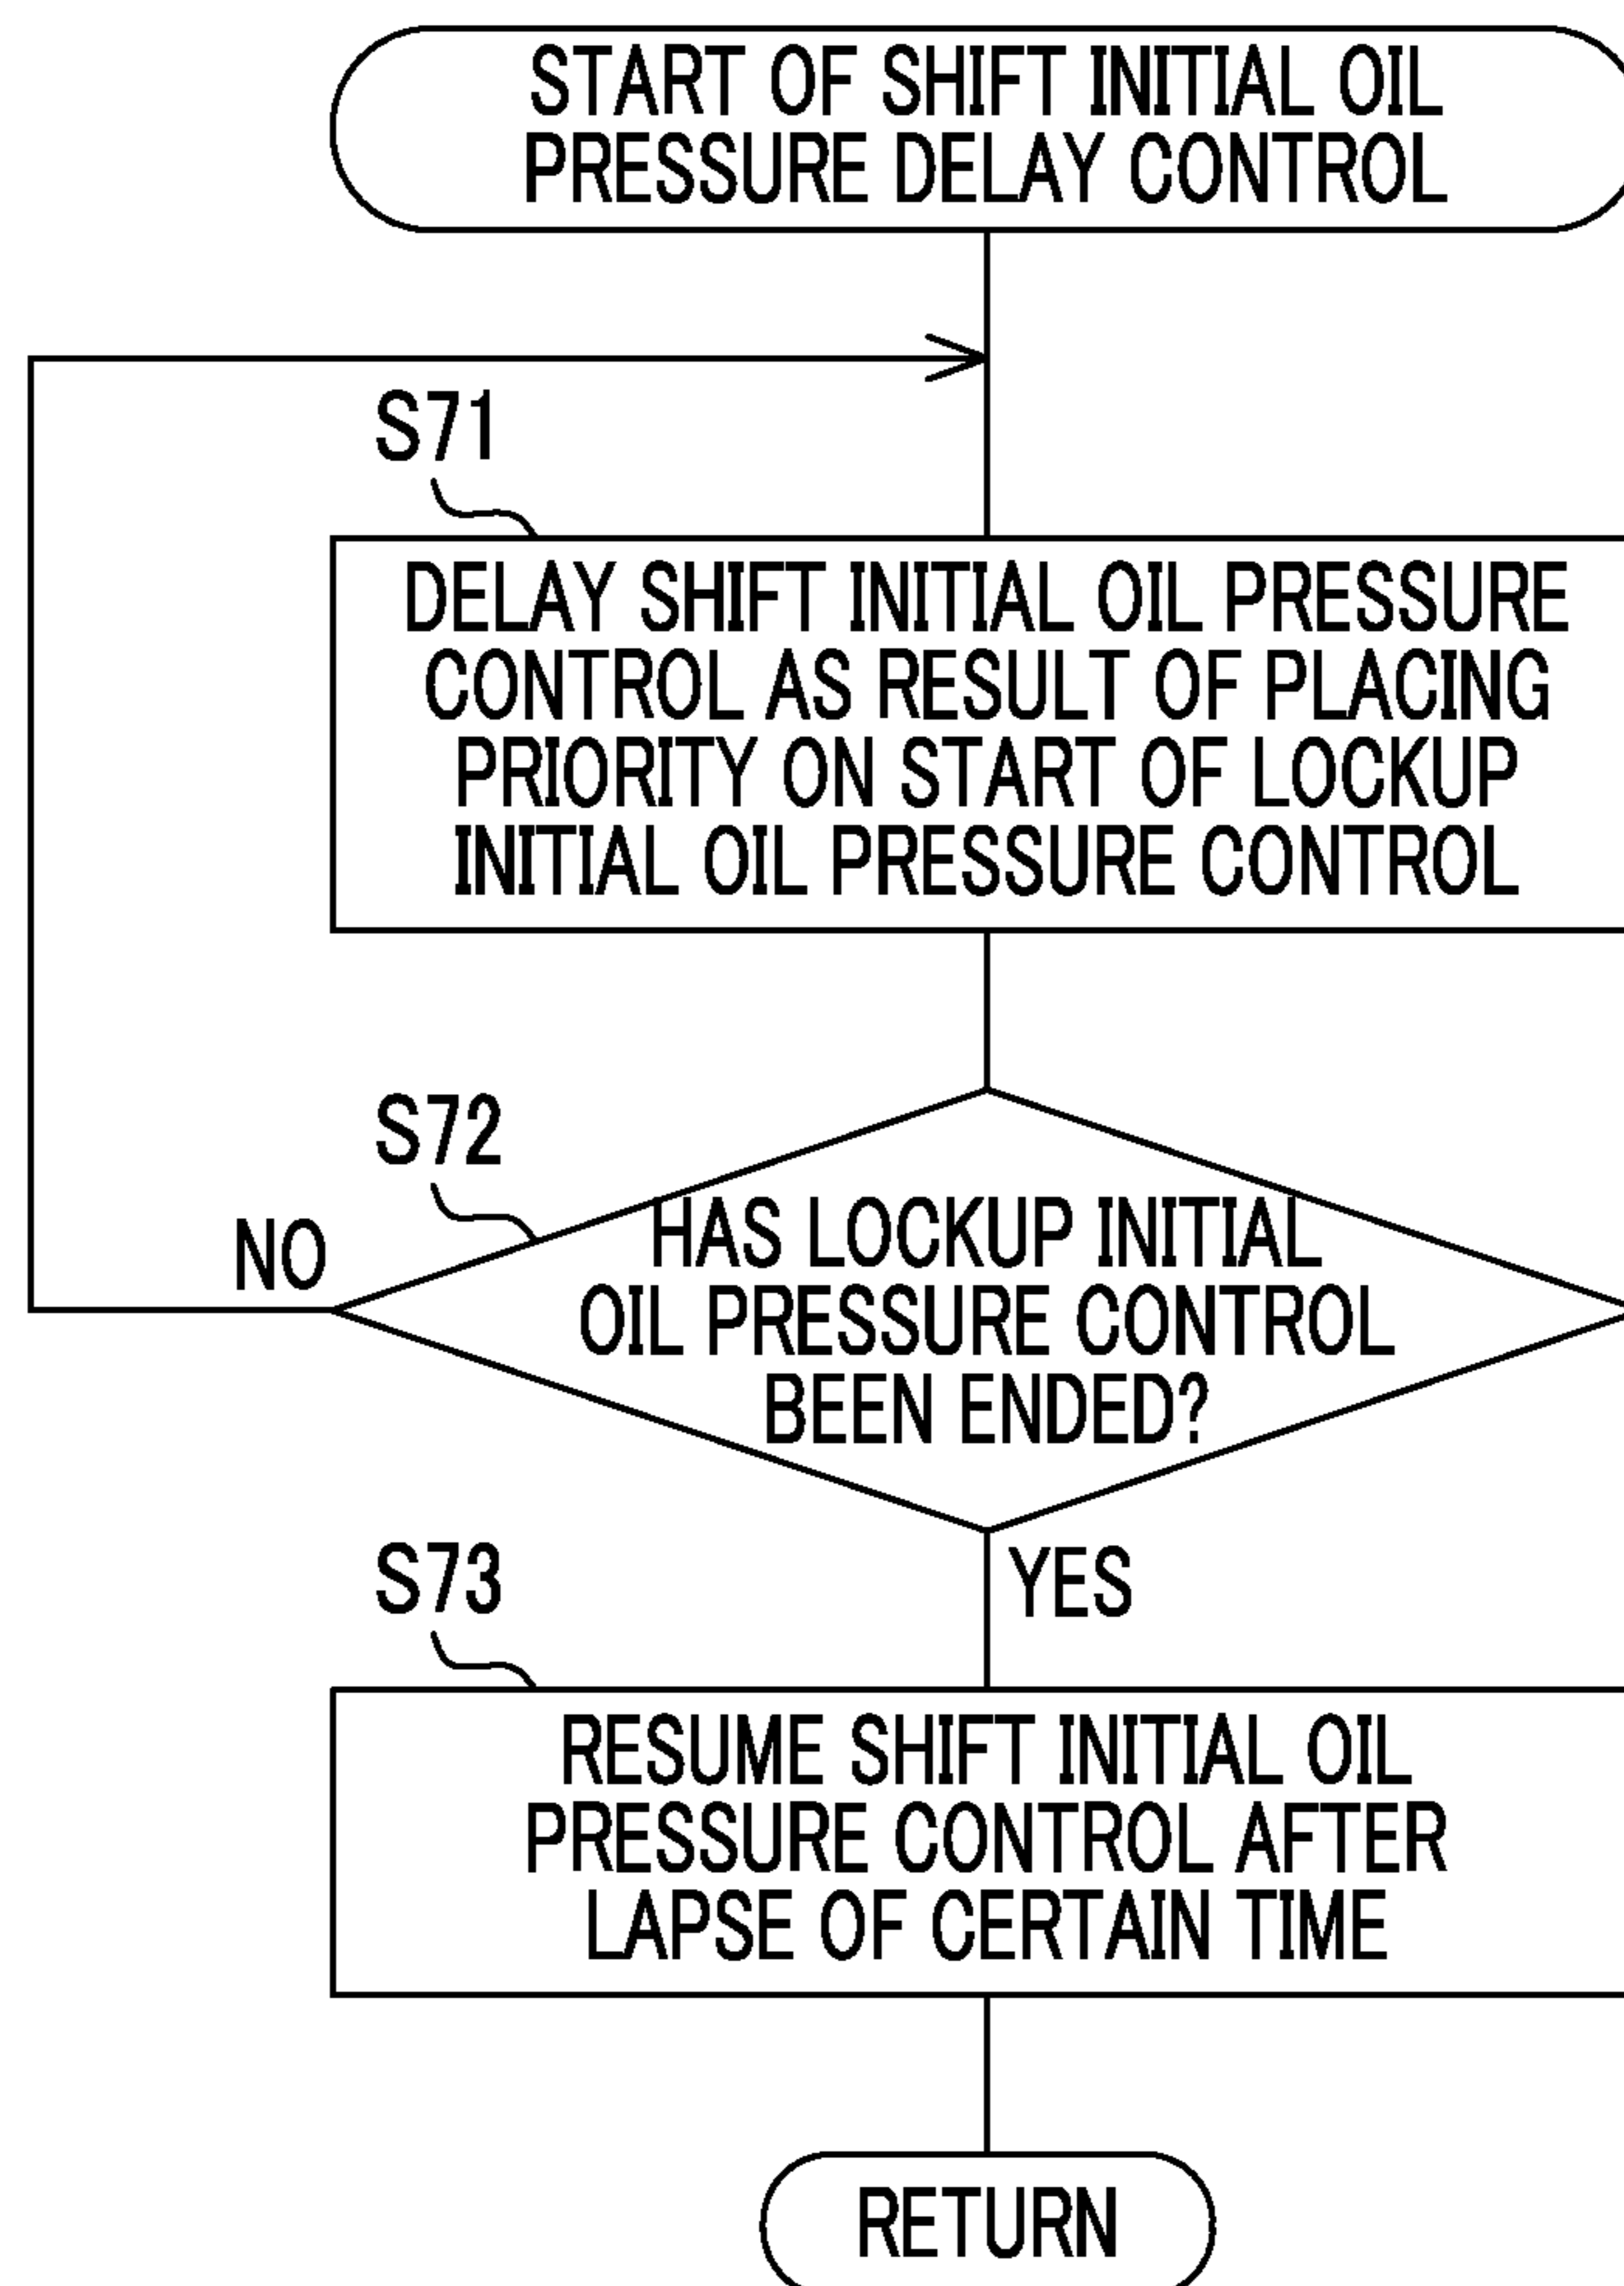 START OF SHIFT INITIAL OIL
PRESSURE DELAY CONTROL
S71
DELAY SHIFT INITIAL OIL PRESSURE
CONTROL AS RESULT OF PLACING
PRIORITY ON START OF LOCKUP
INITIAL OIL PRESSURE CONTROL
S72
NO
HAS LOCKUP INITIAL
OIL PRESSURE CONTROL
BEEN ENDED?
YES
S73
RESUME SHIFT INITIAL OIL
PRESSURE CONTROL AFTER
LAPSE OF CERTAIN TIME
RETURN